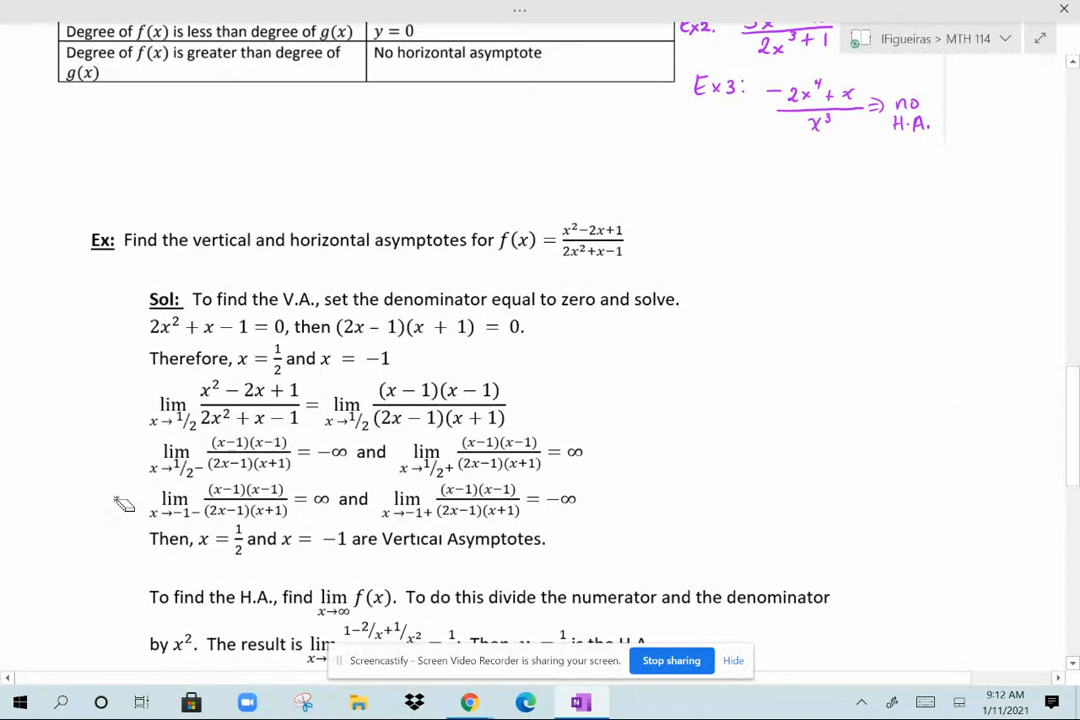 ...
Degree of f(x) is less than degree of g(x) y = 0
Degree of f(x) is greater than degree of g(x) No horizontal asymptote
Ex2. 2x³ + 1
IFigueiras > MTH 114
Ex3: −2x⁴ + x / x³ ⇒ no H.A.
Ex: Find the vertical and horizontal asymptotes for f(x) = x²−2x+1 / 2x²+x−1
Sol: To find the V.A., set the denominator equal to zero and solve.
2x² + x − 1 = 0, then (2x − 1)(x + 1) = 0.
Therefore, x = 1/2 and x = −1
lim x→1/2 x² − 2x + 1 / 2x² + x − 1 = lim x→1/2 (x − 1)(x − 1) / (2x − 1)(x + 1)
lim x→1/2− (x−1)(x−1) / (2x−1)(x+1) = −∞ and lim x→1/2+ (x−1)(x−1) / (2x−1)(x+1) = ∞
lim x→−1− (x−1)(x−1) / (2x−1)(x+1) = ∞ and lim x→−1+ (x−1)(x−1) / (2x−1)(x+1) = −∞
Then, x = 1/2 and x = −1 are Vertical Asymptotes.
To find the H.A., find lim x→∞ f(x). To do this divide the numerator and the denominator
by x². The result is lim x→ 1−2/x+1/x²
Screencastify - Screen Video Recorder is sharing your screen. Stop sharing Hide
9:12 AM
1/11/2021